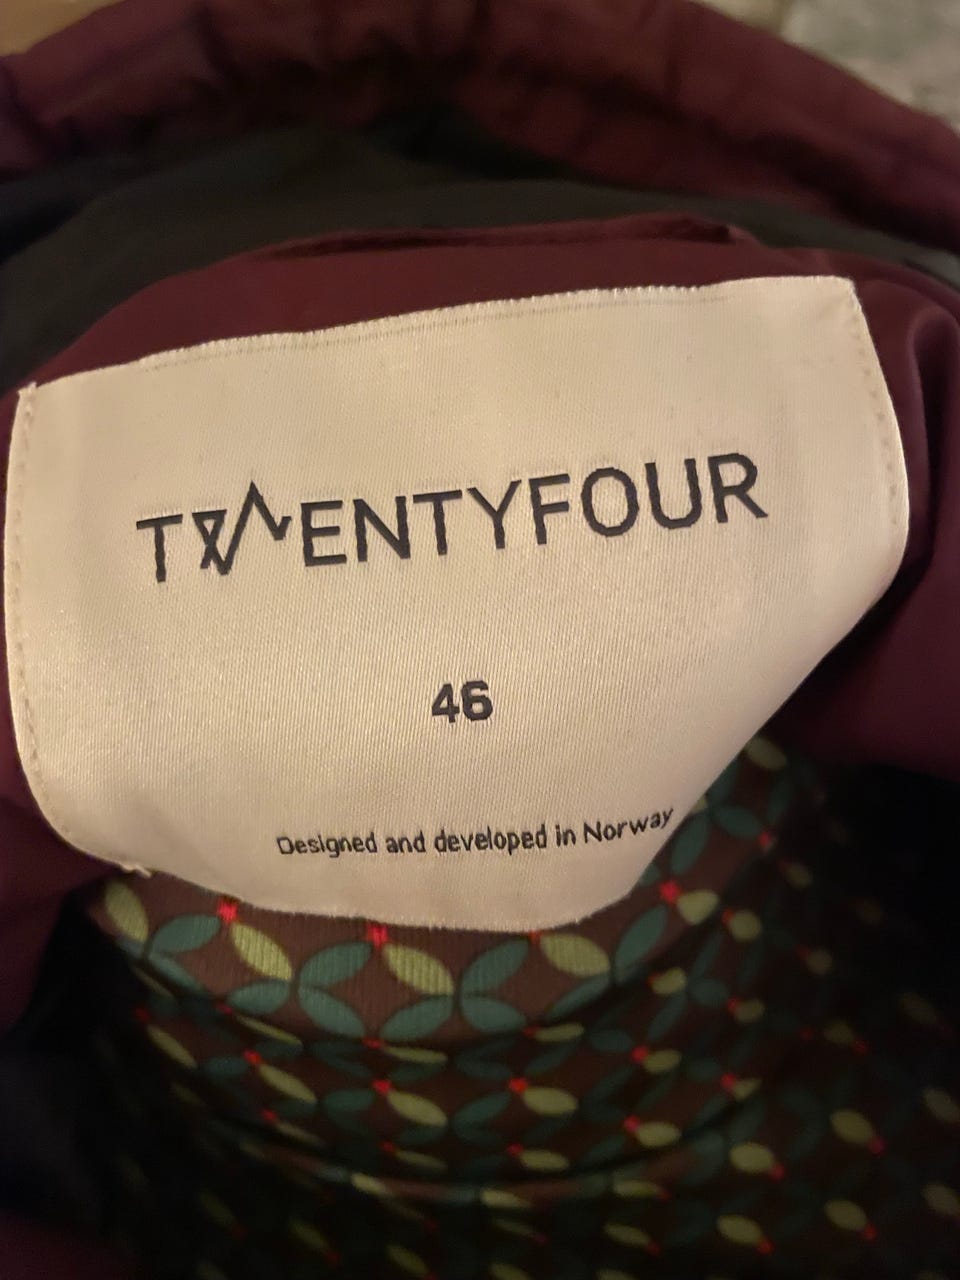 TWENTYFOUR
46
Designed and developed in Norway